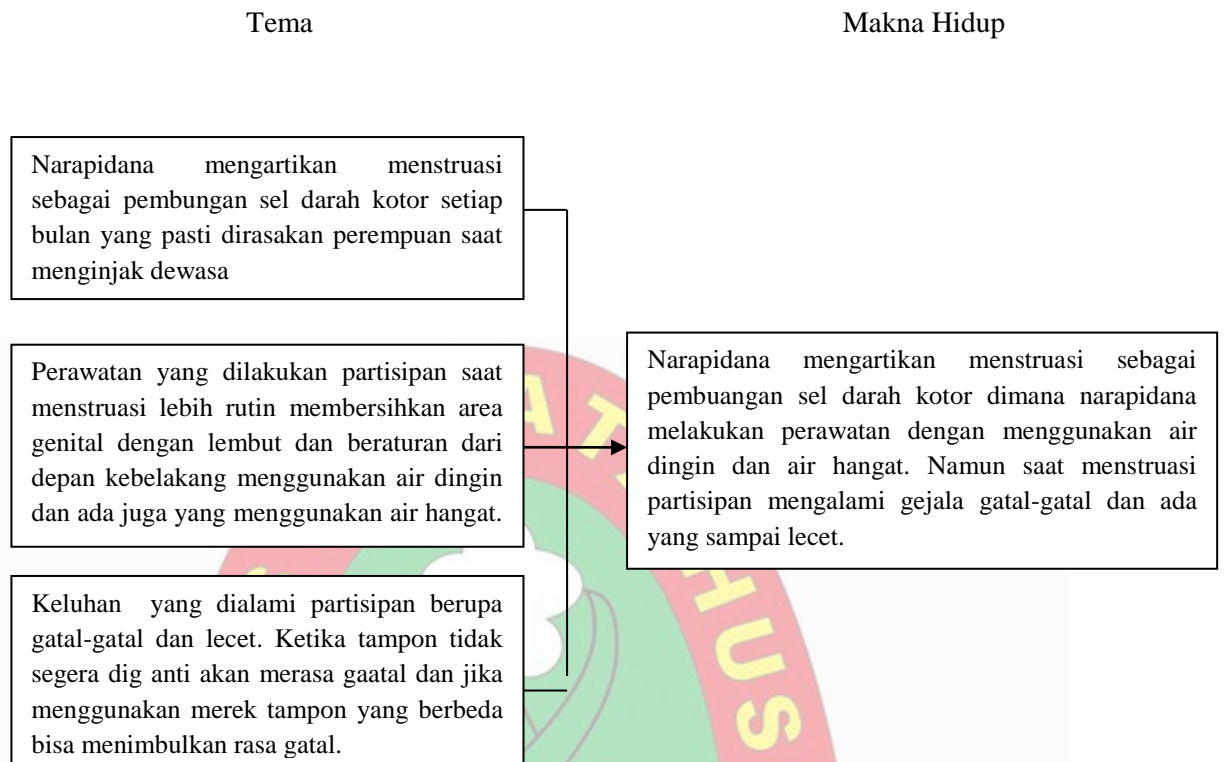 Tema
Makna Hidup
Narapidana mengartikan menstruasi
sebagai pembungan sel darah kotor setiap
bulan yang pasti dirasakan perempuan saat
menginjak dewasa
Perawatan yang dilakukan partisipan saat
menstruasi lebih rutin membersihkan area
genital dengan lembut dan beraturan dari
depan kebelakang menggunakan air dingin
dan ada juga yang menggunakan air hangat.
Keluhan yang dialami partisipan berupa
gatal-gatal dan lecet. Ketika tampon tidak
segera dig anti akan merasa gaatal dan jika
menggunakan merek tampon yang berbeda
bisa menimbulkan rasa gatal.
Narapidana mengartikan menstruasi sebagai
pembuangan sel darah kotor dimana narapidana
melakukan perawatan dengan menggunakan air
dingin dan air hangat. Namun saat menstruasi
partisipan mengalami gejala gatal-gatal dan ada
yang sampai lecet.